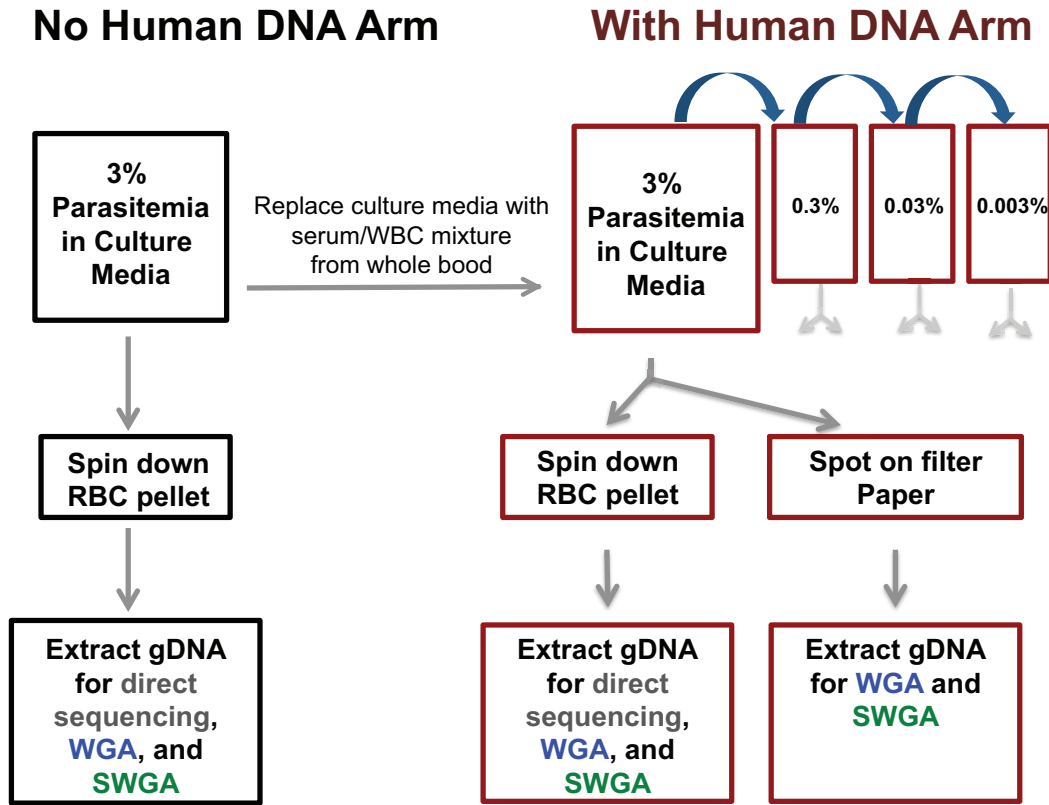 No Human DNA Arm
With Human DNA Arm
3%
Parasitemia
in Culture
Media
Replace culture media with
serum/WBC mixture
from whole bood
3%
Parasitemia
in Culture
Media
0.3%
0.03%
0.003%
Spin down
RBC pellet
Spin down
RBC pellet
Spot on filter
Paper
Extract gDNA
for direct
sequencing,
WGA, and
SWGA
Extract gDNA
for direct
sequencing,
WGA, and
SWGA
Extract gDNA
for WGA and
SWGA